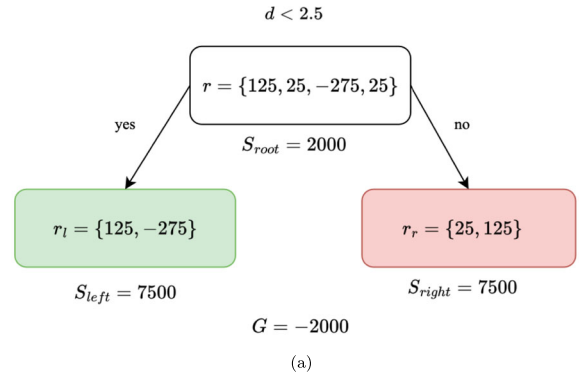 d < 2.5
r = {125, 25, −275, 25}
yes
no
S_root = 2000
r_l = {125, −275}
r_r = {25, 125}
S_left = 7500
S_right = 7500
G = −2000
(a)